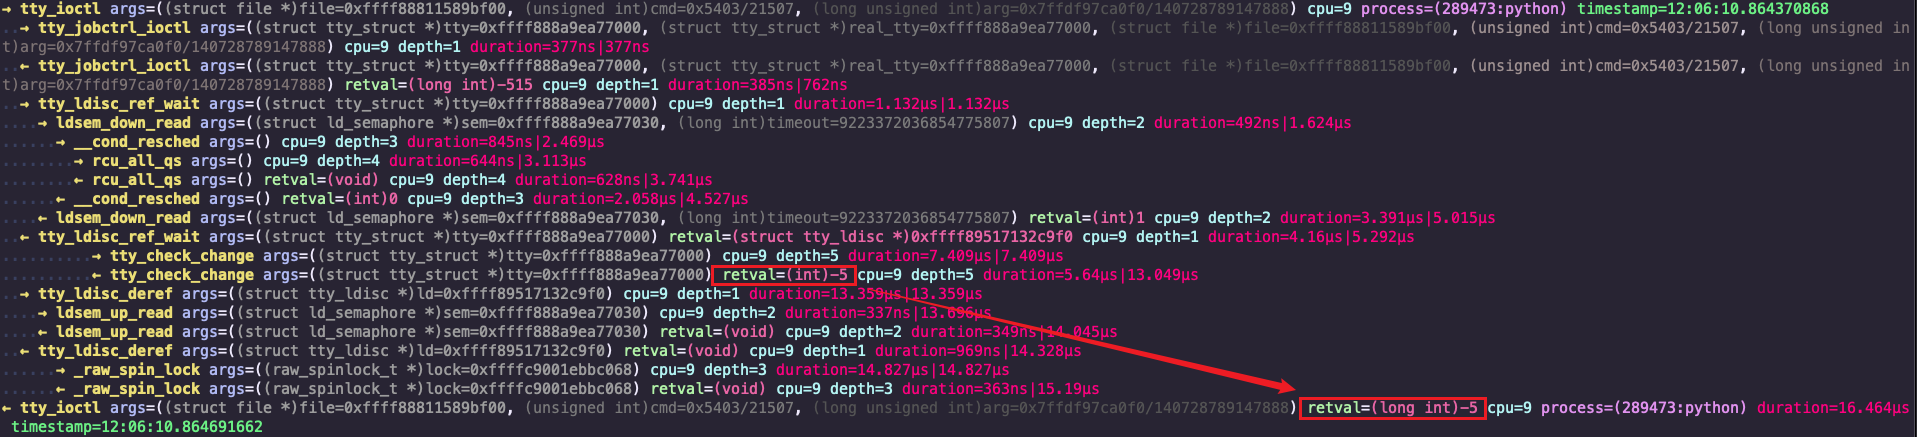 → tty_ioctl args=((struct file *)file=0xffff88811589bf00, (unsigned int)cmd=0x5403/21507, (long unsigned int)arg=0x7ffdf97ca0f0/140728789147888) cpu=9 process=(289473:python) timestamp=12:06:10.864370868
..→ tty_jobctrl_ioctl args=((struct tty_struct *)tty=0xffff888a9ea77000, (struct tty_struct *)real_tty=0xffff888a9ea77000, (struct file *)file=0xffff88811589bf00, (unsigned int)cmd=0x5403/21507, (long unsigned in
t)arg=0x7ffdf97ca0f0/140728789147888) cpu=9 depth=1 duration=377ns|377ns
..← tty_jobctrl_ioctl args=((struct tty_struct *)tty=0xffff888a9ea77000, (struct tty_struct *)real_tty=0xffff888a9ea77000, (struct file *)file=0xffff88811589bf00, (unsigned int)cmd=0x5403/21507, (long unsigned in
t)arg=0x7ffdf97ca0f0/140728789147888) retval=(long int)-515 cpu=9 depth=1 duration=385ns|762ns
..→ tty_ldisc_ref_wait args=((struct tty_struct *)tty=0xffff888a9ea77000) cpu=9 depth=1 duration=1.132µs|1.132µs
....→ ldsem_down_read args=((struct ld_semaphore *)sem=0xffff888a9ea77030, (long int)timeout=9223372036854775807) cpu=9 depth=2 duration=492ns|1.624µs
......→ __cond_resched args=() cpu=9 depth=3 duration=845ns|2.469µs
........→ rcu_all_qs args=() cpu=9 depth=4 duration=644ns|3.113µs
........← rcu_all_qs args=() retval=(void) cpu=9 depth=4 duration=628ns|3.741µs
......← __cond_resched args=() retval=(int)0 cpu=9 depth=3 duration=2.058µs|4.527µs
....← ldsem_down_read args=((struct ld_semaphore *)sem=0xffff888a9ea77030, (long int)timeout=9223372036854775807) retval=(int)1 cpu=9 depth=2 duration=3.391µs|5.015µs
..← tty_ldisc_ref_wait args=((struct tty_struct *)tty=0xffff888a9ea77000) retval=(struct tty_ldisc *)0xffff89517132c9f0 cpu=9 depth=1 duration=4.16µs|5.292µs
..........→ tty_check_change args=((struct tty_struct *)tty=0xffff888a9ea77000) cpu=9 depth=5 duration=7.409µs|7.409µs
..........← tty_check_change args=((struct tty_struct *)tty=0xffff888a9ea77000) retval=(int)-5 cpu=9 depth=5 duration=5.64µs|13.049µs
..→ tty_ldisc_deref args=((struct tty_ldisc *)ld=0xffff89517132c9f0) cpu=9 depth=1 duration=13.359µs|13.359µs
....→ ldsem_up_read args=((struct ld_semaphore *)sem=0xffff888a9ea77030) cpu=9 depth=2 duration=337ns|13.696µs
....← ldsem_up_read args=((struct ld_semaphore *)sem=0xffff888a9ea77030) retval=(void) cpu=9 depth=2 duration=349ns|14.045µs
..← tty_ldisc_deref args=((struct tty_ldisc *)ld=0xffff89517132c9f0) retval=(void) cpu=9 depth=1 duration=969ns|14.328µs
......→ _raw_spin_lock args=((raw_spinlock_t *)lock=0xffffc9001ebbc068) cpu=9 depth=3 duration=14.827µs|14.827µs
......← _raw_spin_lock args=((raw_spinlock_t *)lock=0xffffc9001ebbc068) retval=(void) cpu=9 depth=3 duration=363ns|15.19µs
← tty_ioctl args=((struct file *)file=0xffff88811589bf00, (unsigned int)cmd=0x5403/21507, (long unsigned int)arg=0x7ffdf97ca0f0/140728789147888) retval=(long int)-5 cpu=9 process=(289473:python) duration=16.464µs
timestamp=12:06:10.864691662